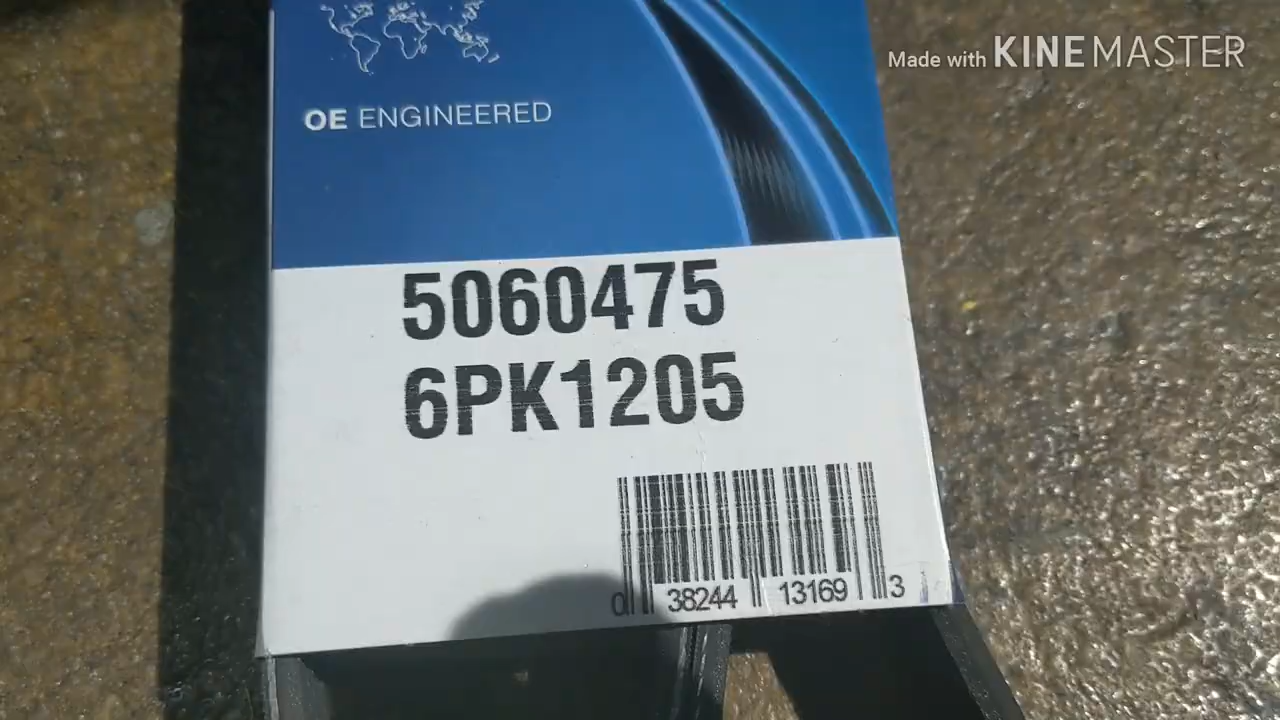 Made with KINEMASTER
OE ENGINEERED
5060475
6PK1205
0 38244 13169 3